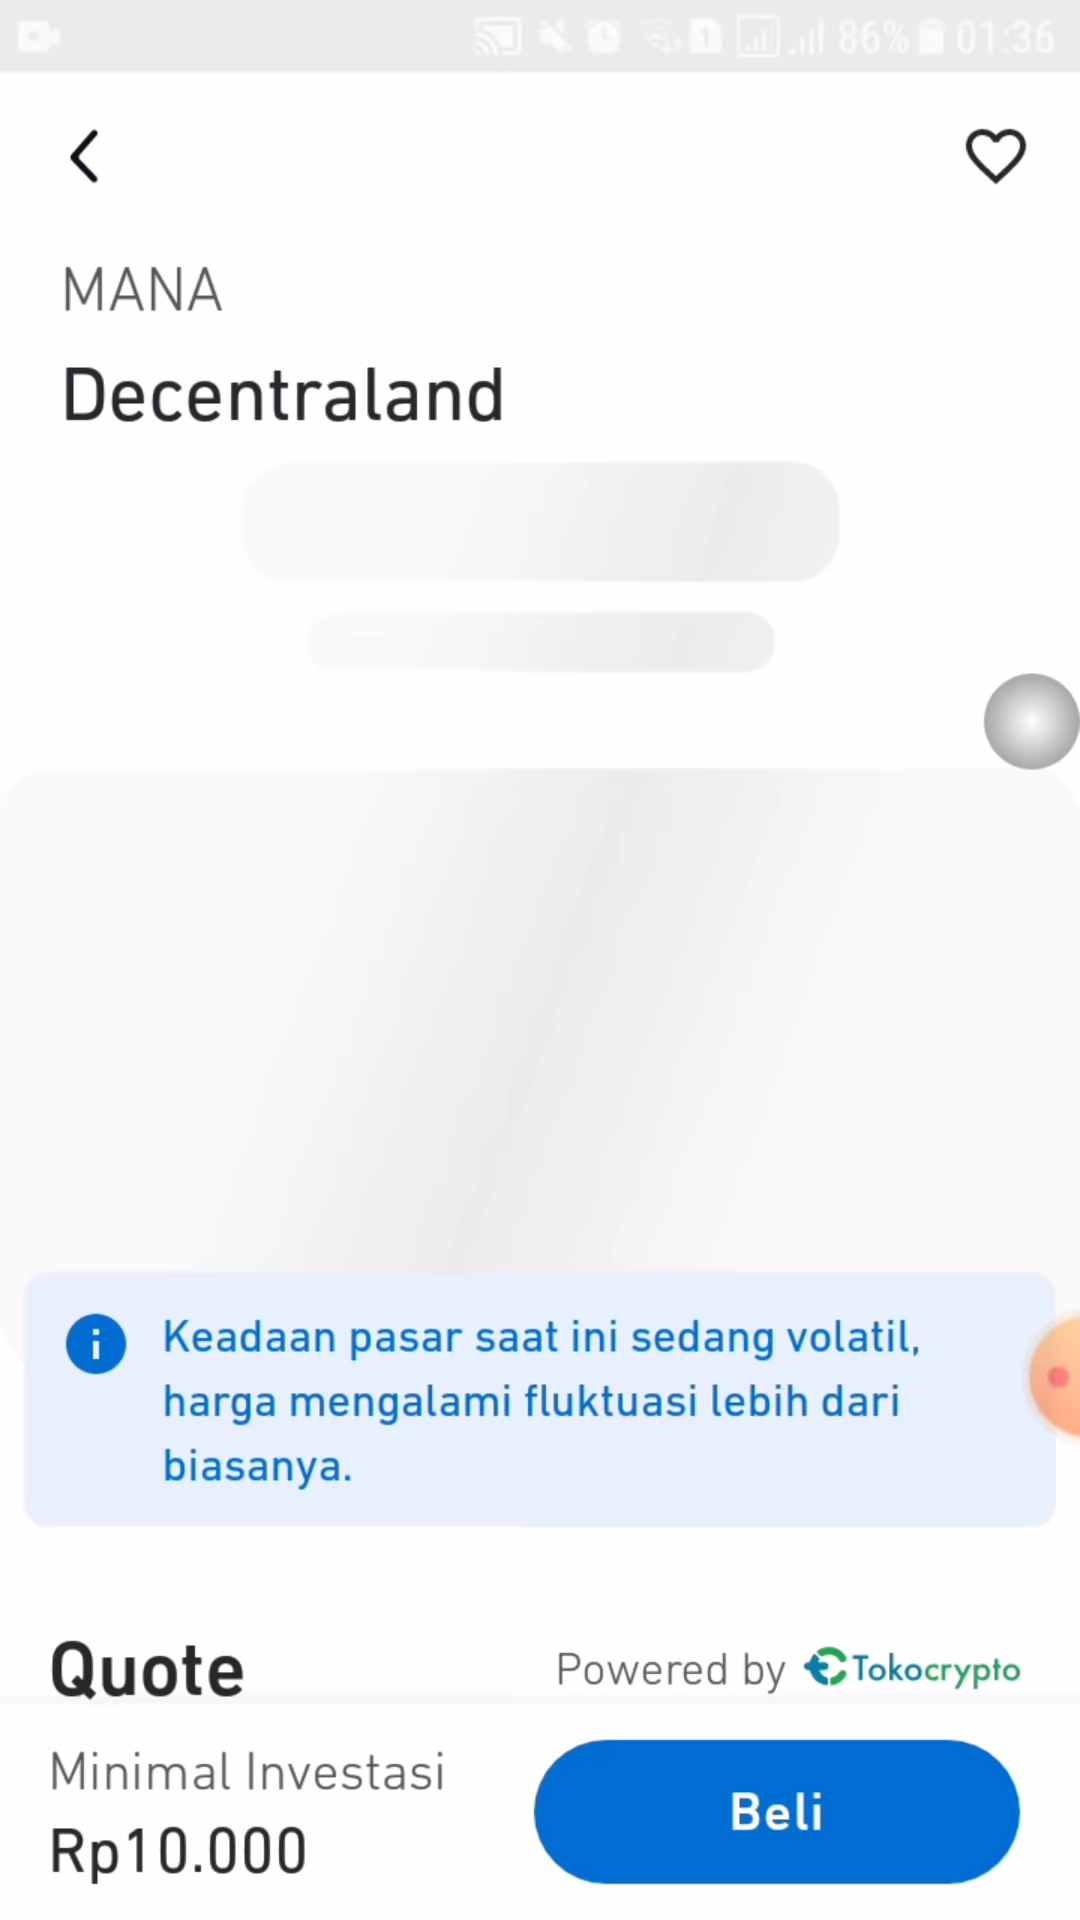 86% 01:36
MANA
Decentraland
Keadaan pasar saat ini sedang volatil,
harga mengalami fluktuasi lebih dari
biasanya.
Quote
Powered by Tokocrypto
Minimal Investasi
Rp10.000
Beli